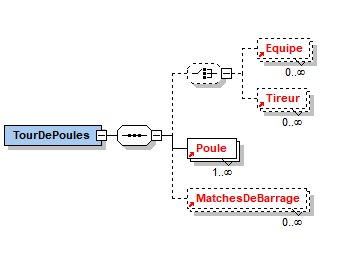 Equipe
0..∞
Tireur
0..∞
TourDePoules
Poule
1..∞
MatchesDeBarrage
0..∞